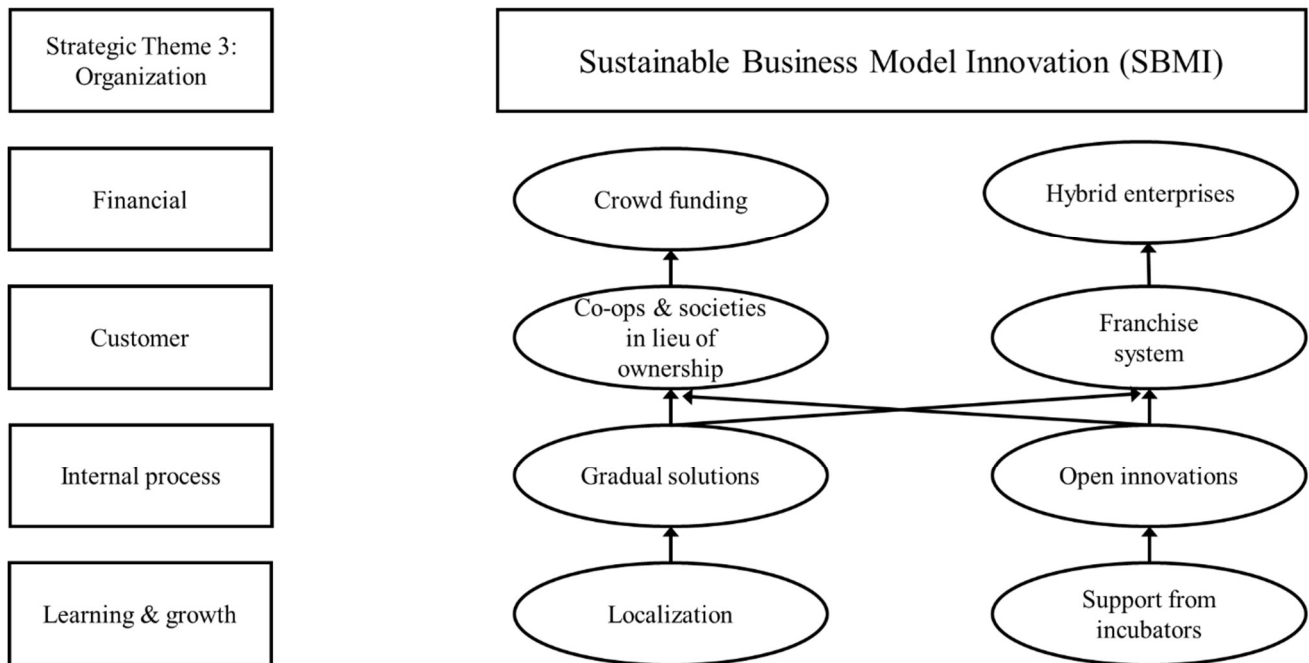 Strategic Theme 3:
Organization
Sustainable Business Model Innovation (SBMI)
Financial
Crowd funding
Hybrid enterprises
Customer
Co-ops & societies
in lieu of
ownership
Franchise
system
Internal process
Gradual solutions
Open innovations
Learning & growth
Localization
Support from
incubators